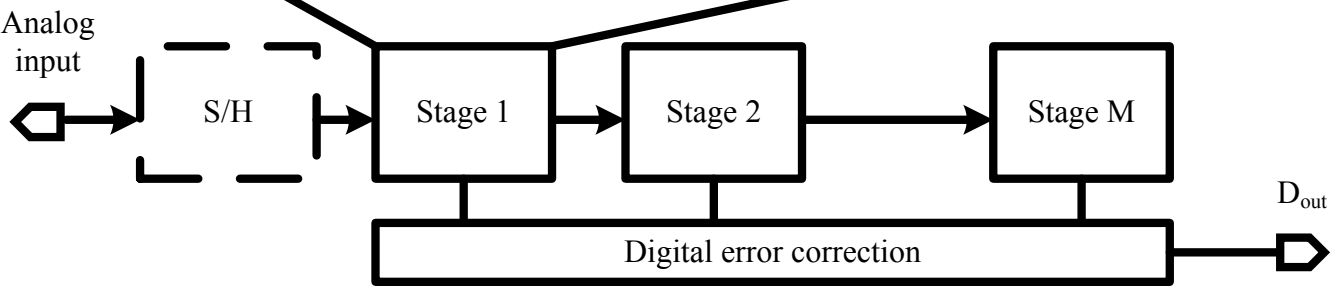 Analog
input
S/H
Stage 1
Stage 2
Stage M
Digital error correction
Dout